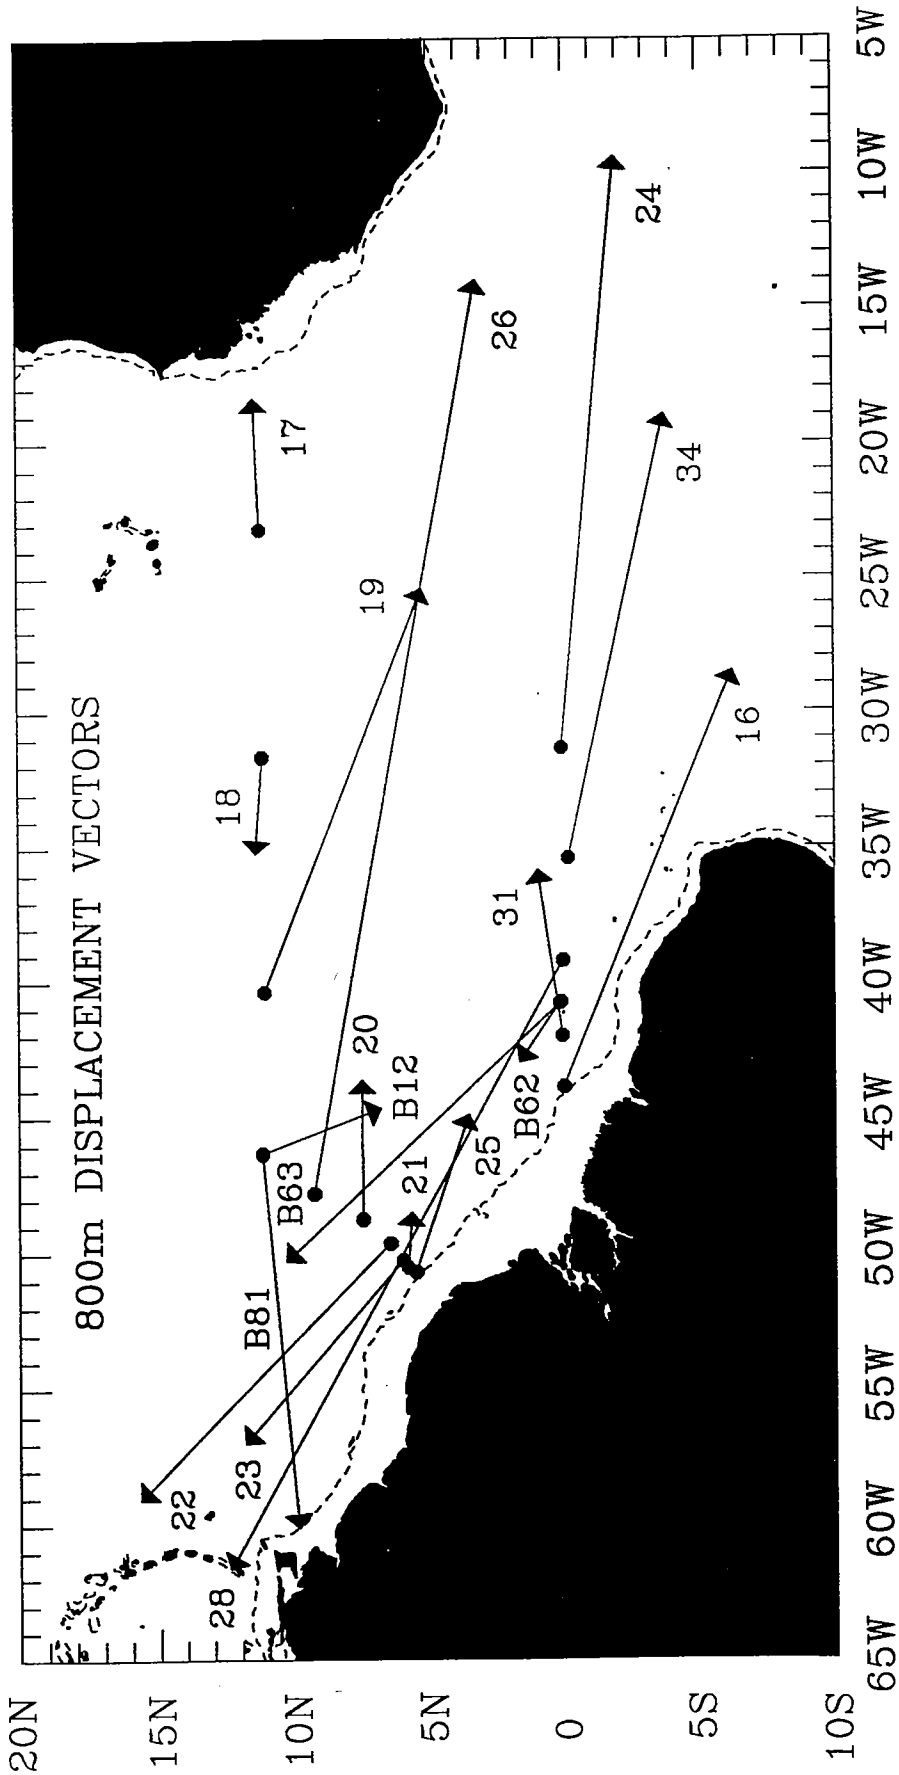 800m DISPLACEMENT VECTORS
20N
15N
10N
5N
0
5S
10S
65W
60W
55W
50W
45W
40W
35W
30W
25W
20W
15W
10W
5W
28
22
23
B81
B63
21
25
B12
20
B62
31
18
19
17
16
34
26
24